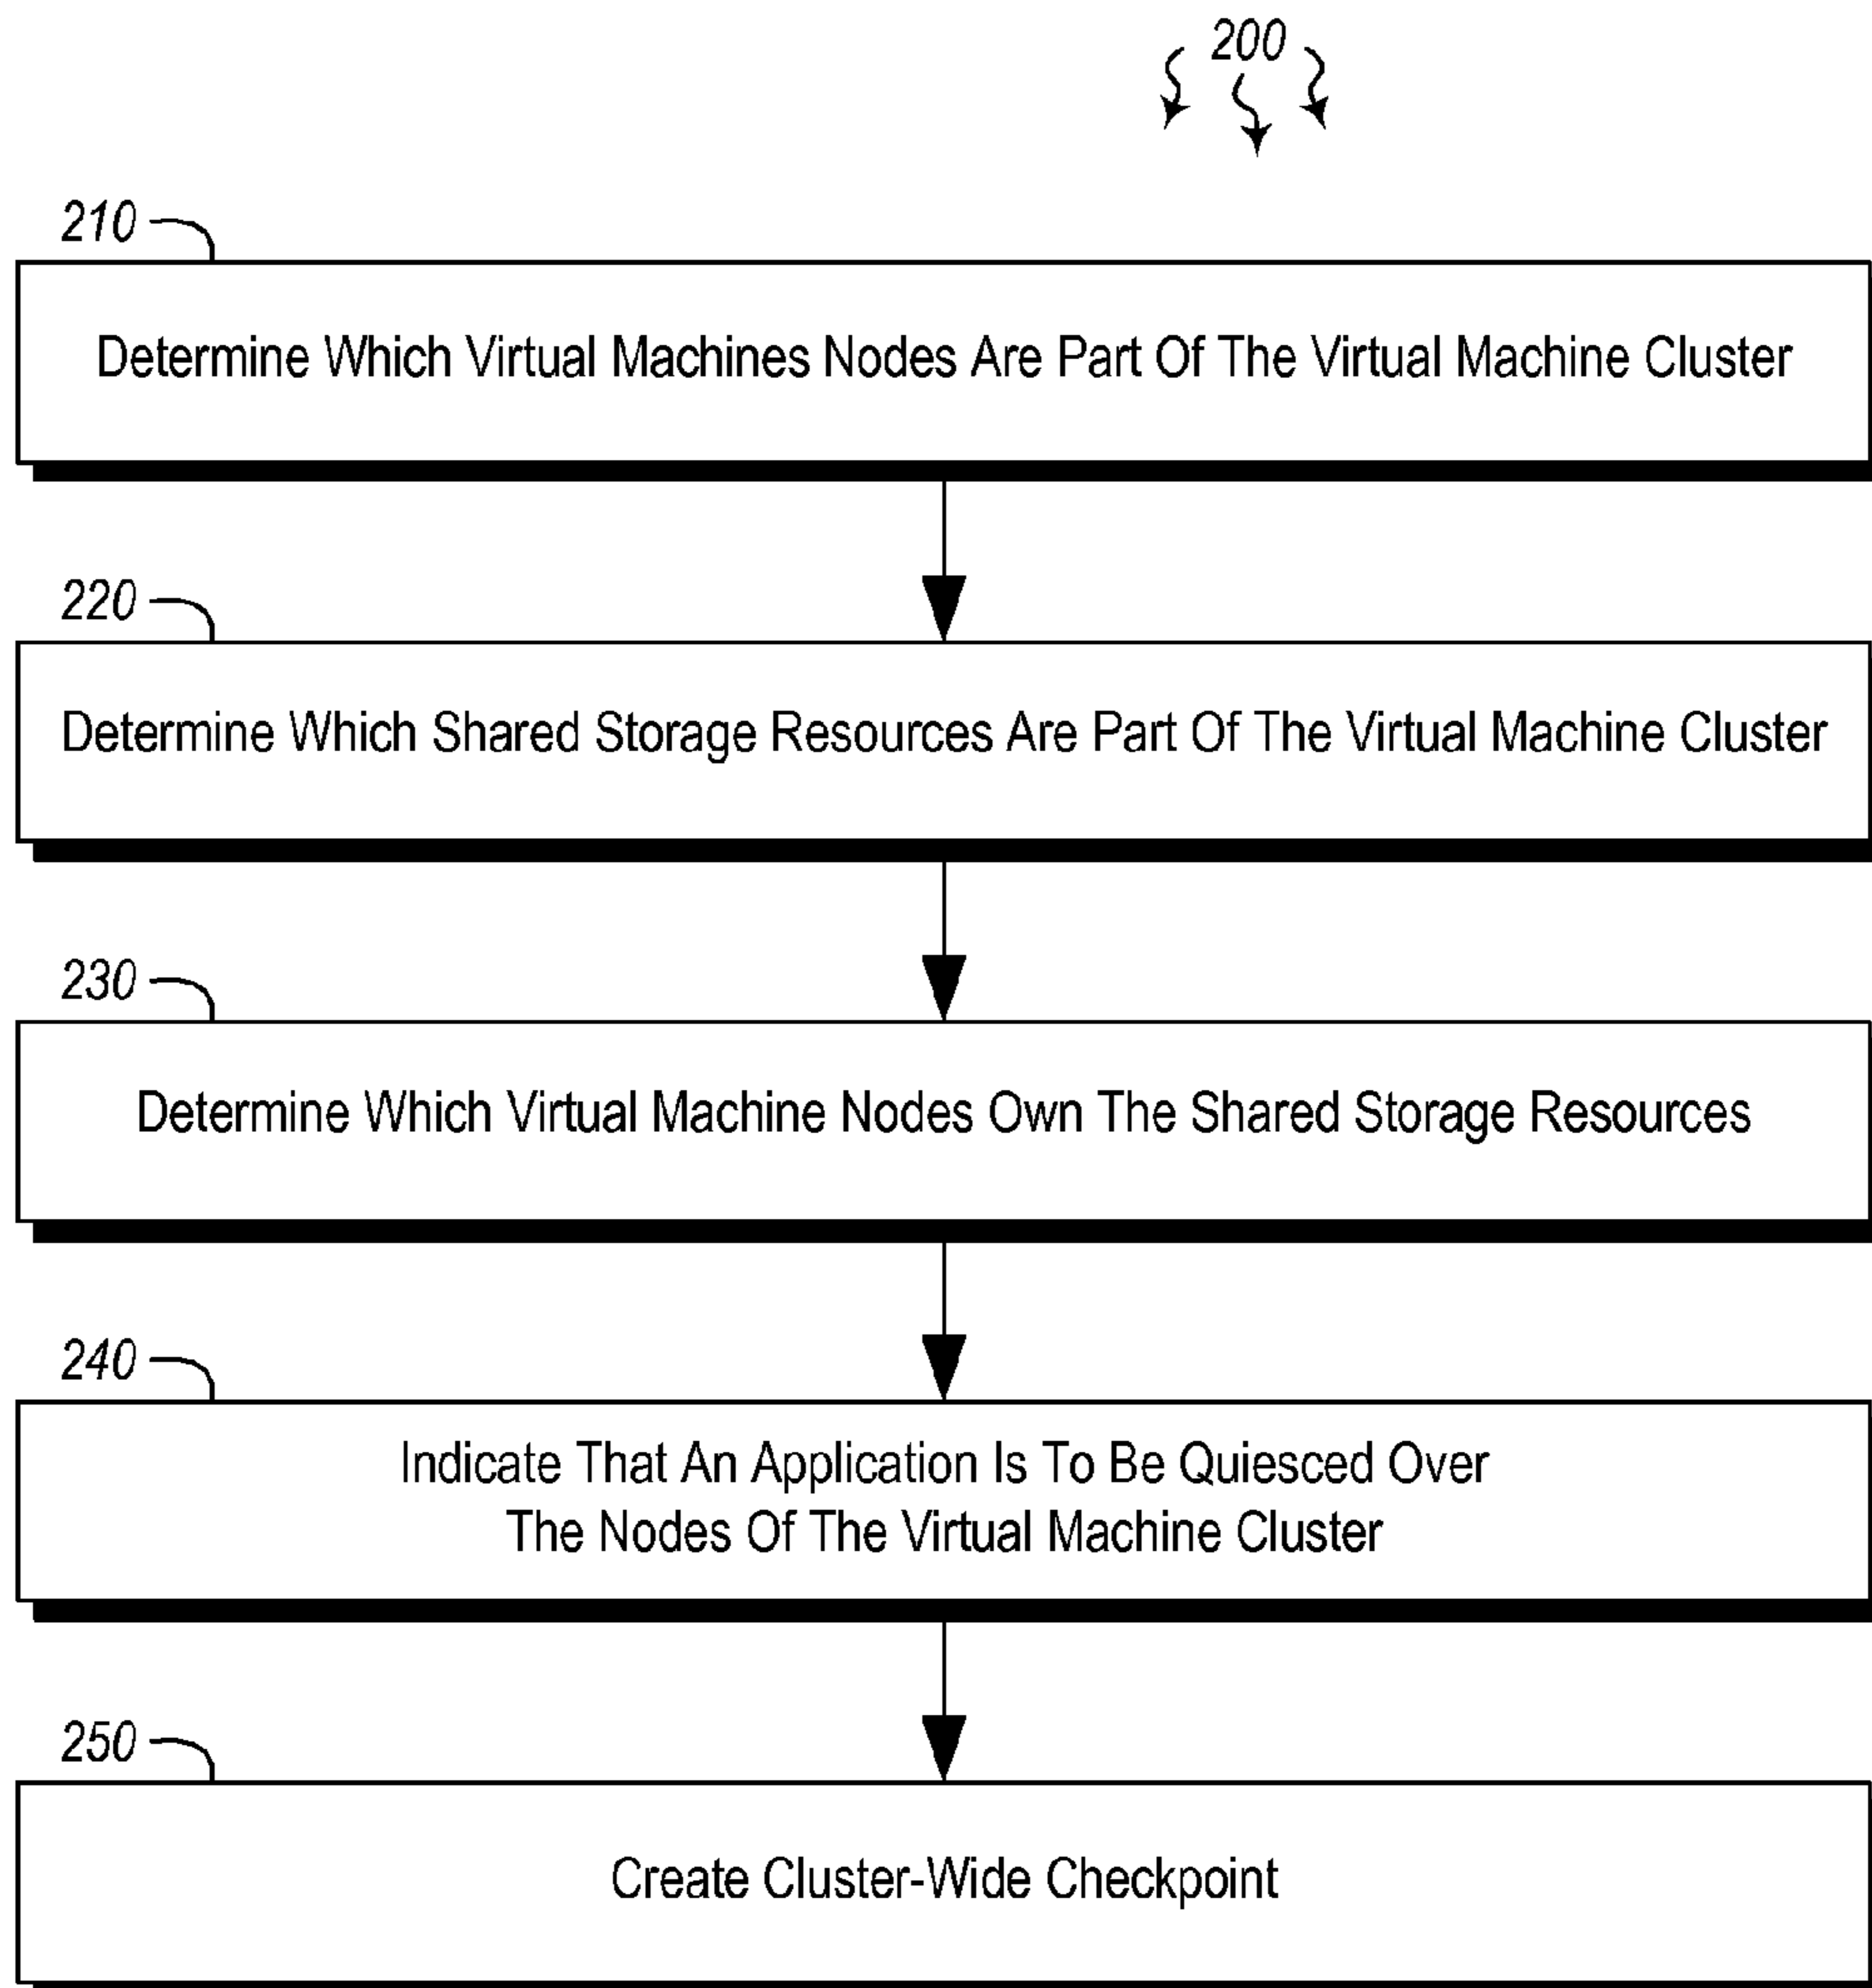 200
210
Determine Which Virtual Machines Nodes Are Part Of The Virtual Machine Cluster
220
Determine Which Shared Storage Resources Are Part Of The Virtual Machine Cluster
230
Determine Which Virtual Machine Nodes Own The Shared Storage Resources
240
Indicate That An Application Is To Be Quiesced Over
The Nodes Of The Virtual Machine Cluster
250
Create Cluster-Wide Checkpoint